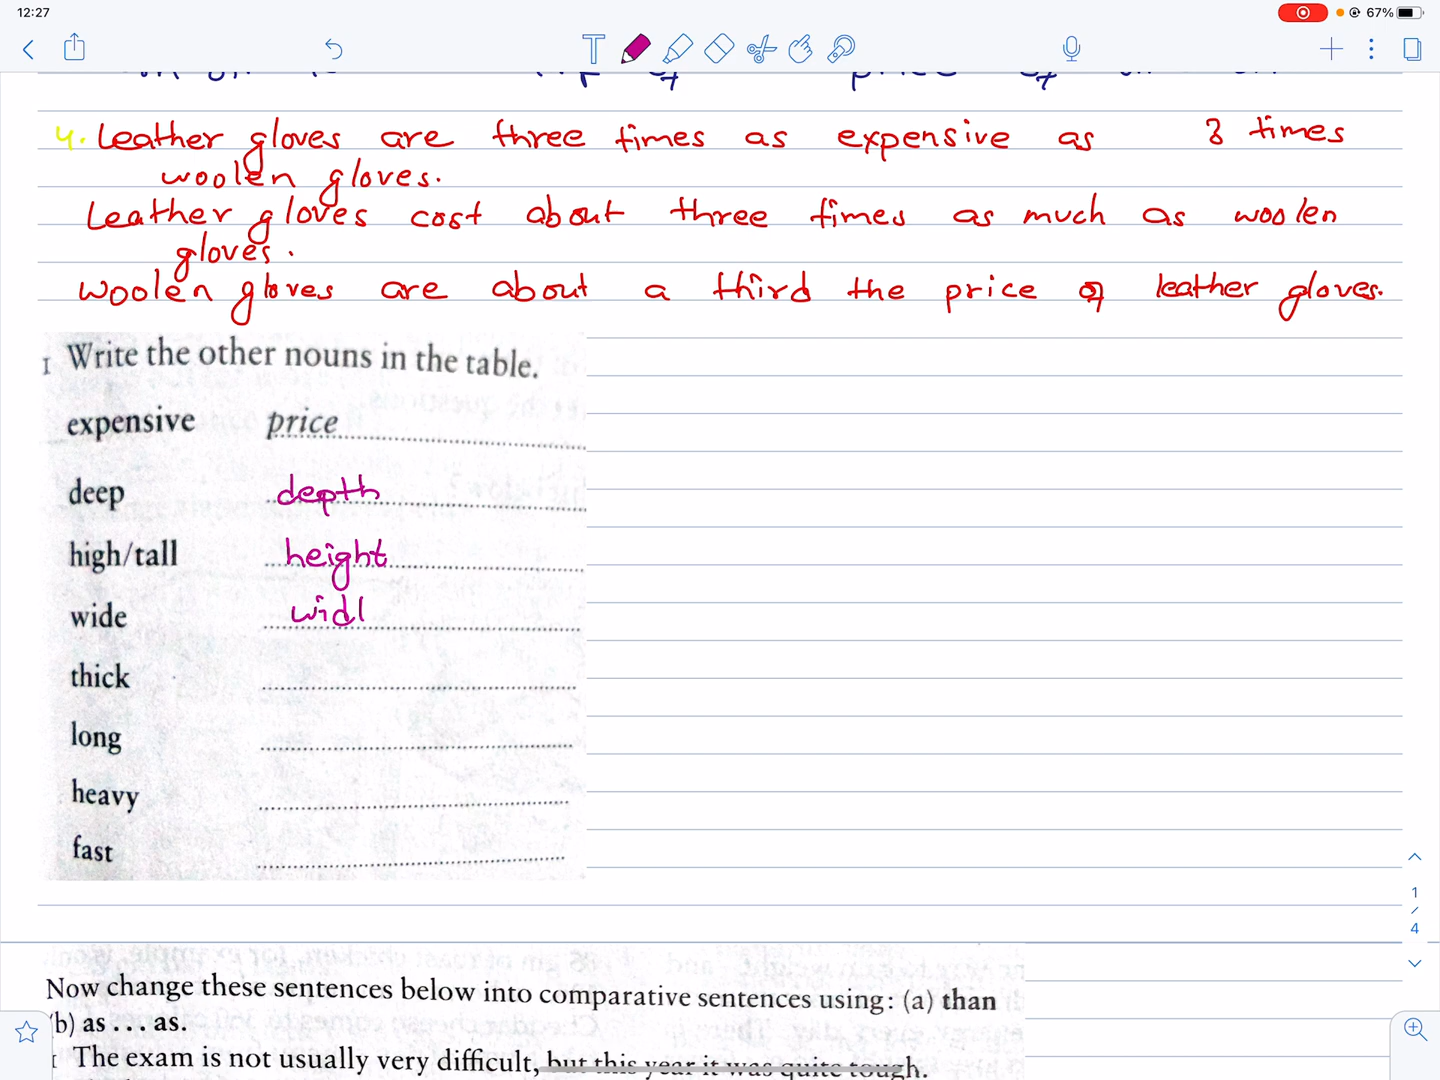 12:27
67%
4. Leather gloves are three times as expensive as 3 times
woolen gloves.
Leather gloves cost about three times as much as woolen
gloves.
woolen gloves are about a third the price of leather gloves.
1 Write the other nouns in the table.
expensive price
deep depth
high/tall height
wide widl
thick
long
heavy
fast
1
/
4
Now change these sentences below into comparative sentences using: (a) than
(b) as ... as.
1 The exam is not usually very difficult, but this year it was quite tough.